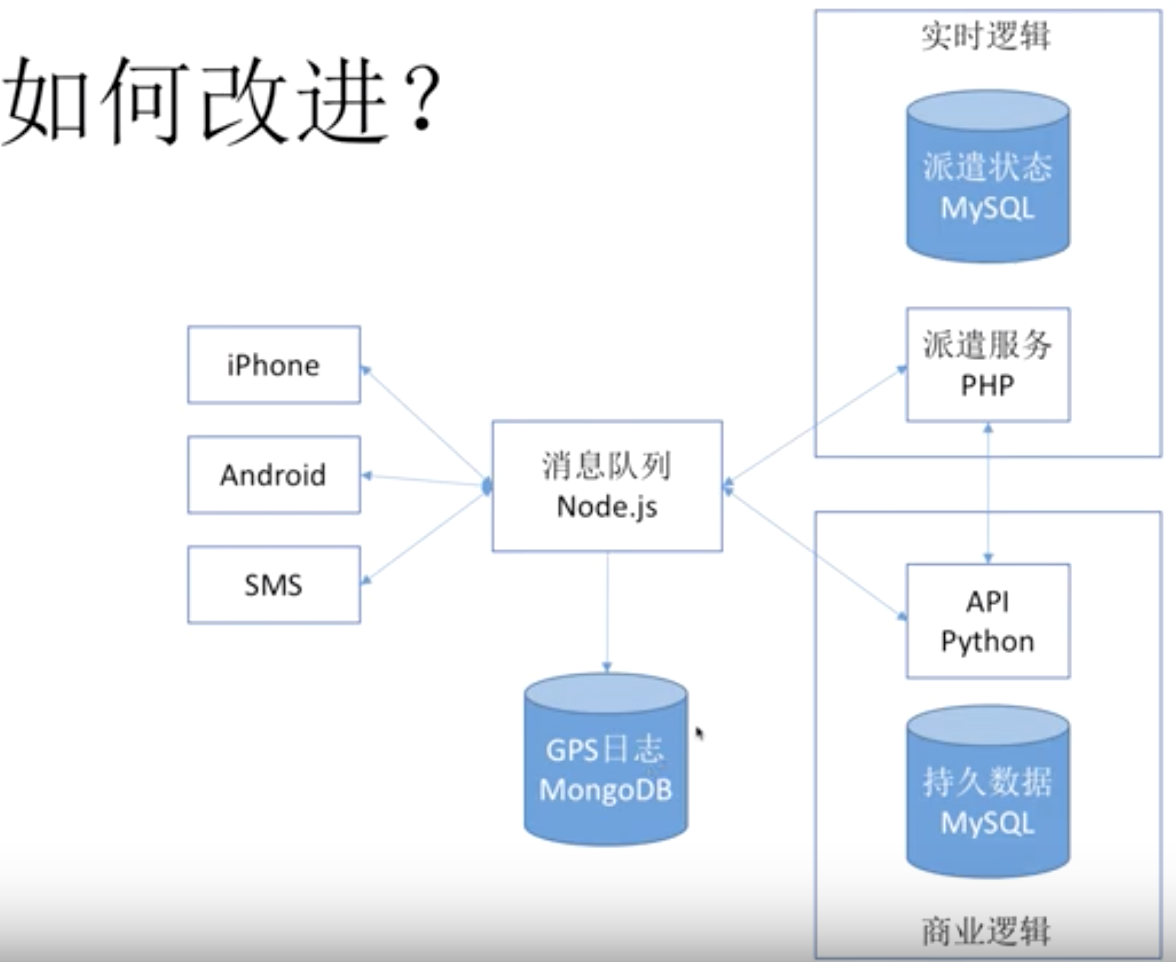 如何改进?
实时逻辑
派遣状态
MySQL
派遣服务
PHP
iPhone
Android
SMS
消息队列
Node.js
API
Python
GPS日志
MongoDB
持久数据
MySQL
商业逻辑